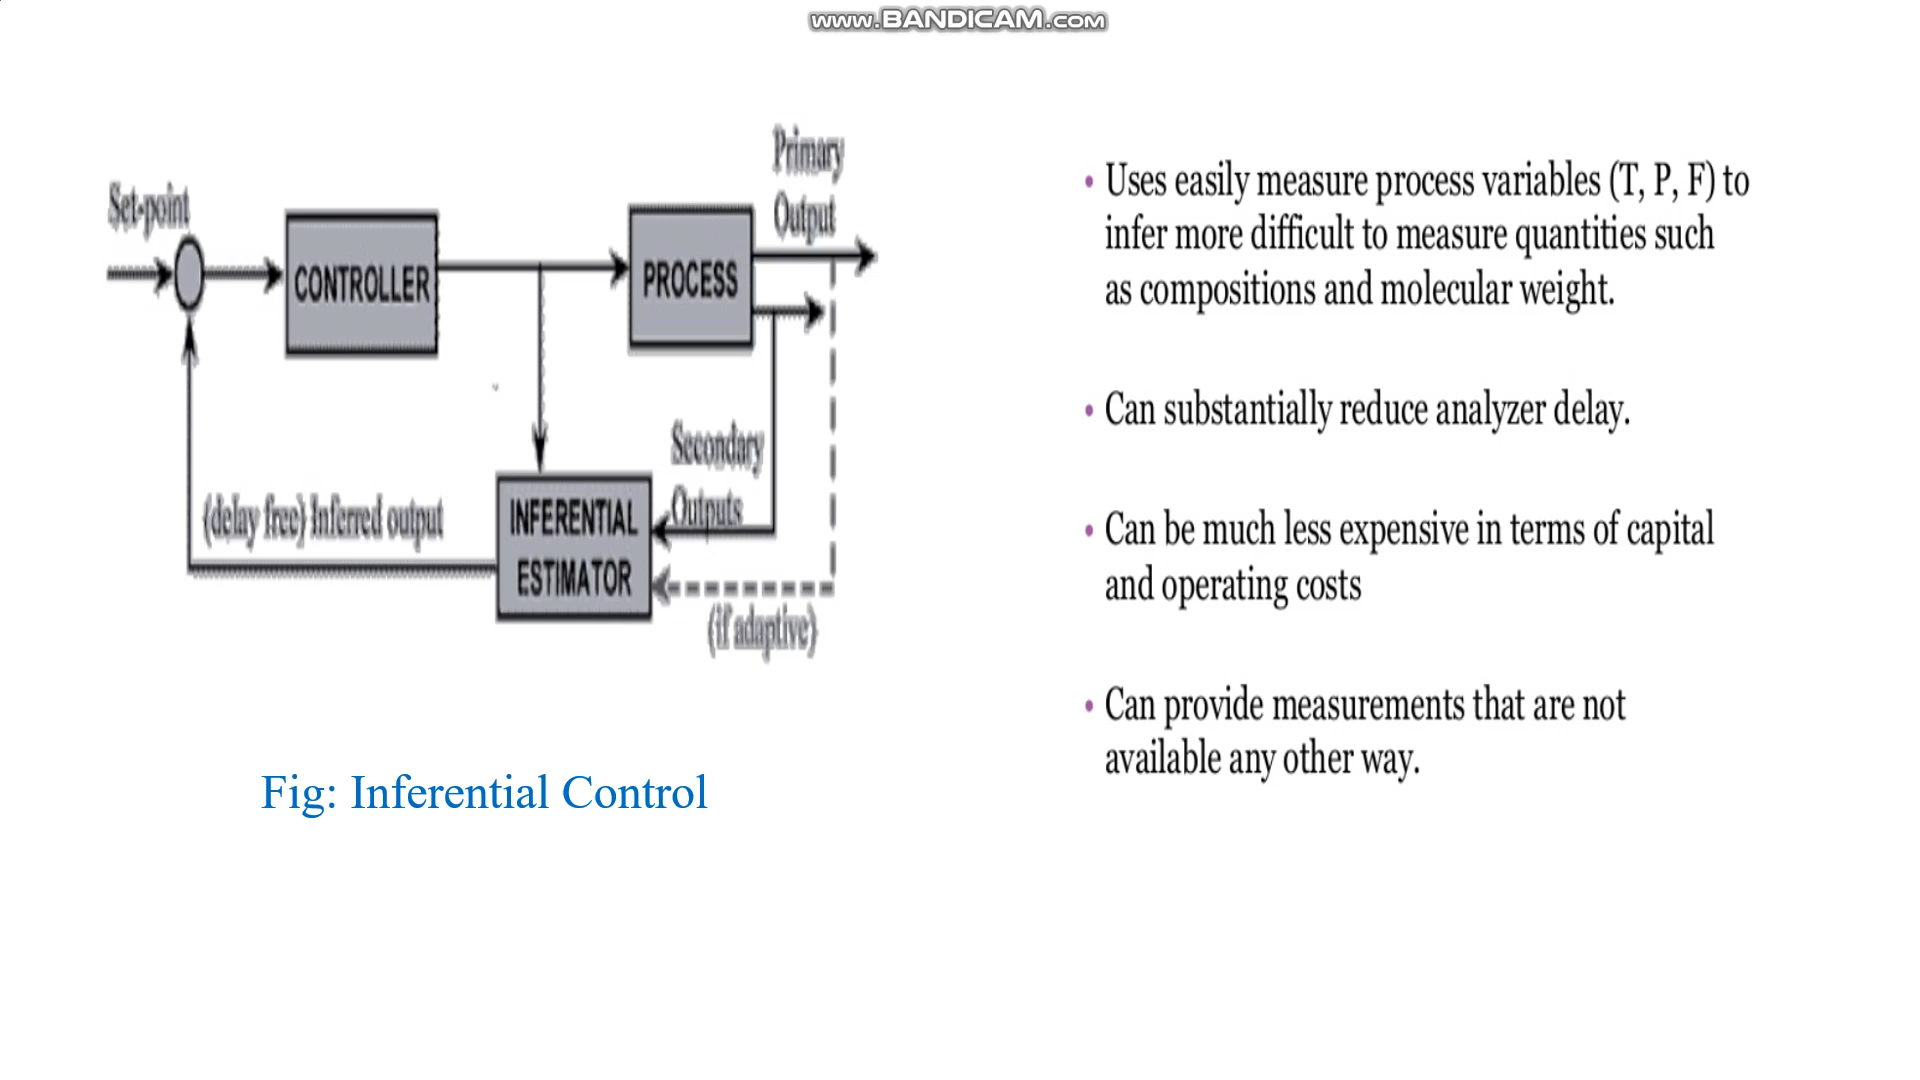 www.BANDICAM.com
Primary
Output
Set-point
CONTROLLER
PROCESS
Secondary
Outputs
(delay free) Inferred output
INFERENTIAL
ESTIMATOR
(if adaptive)
Fig: Inferential Control
• Uses easily measure process variables (T, P, F) to
infer more difficult to measure quantities such
as compositions and molecular weight.
• Can substantially reduce analyzer delay.
• Can be much less expensive in terms of capital
and operating costs
• Can provide measurements that are not
available any other way.